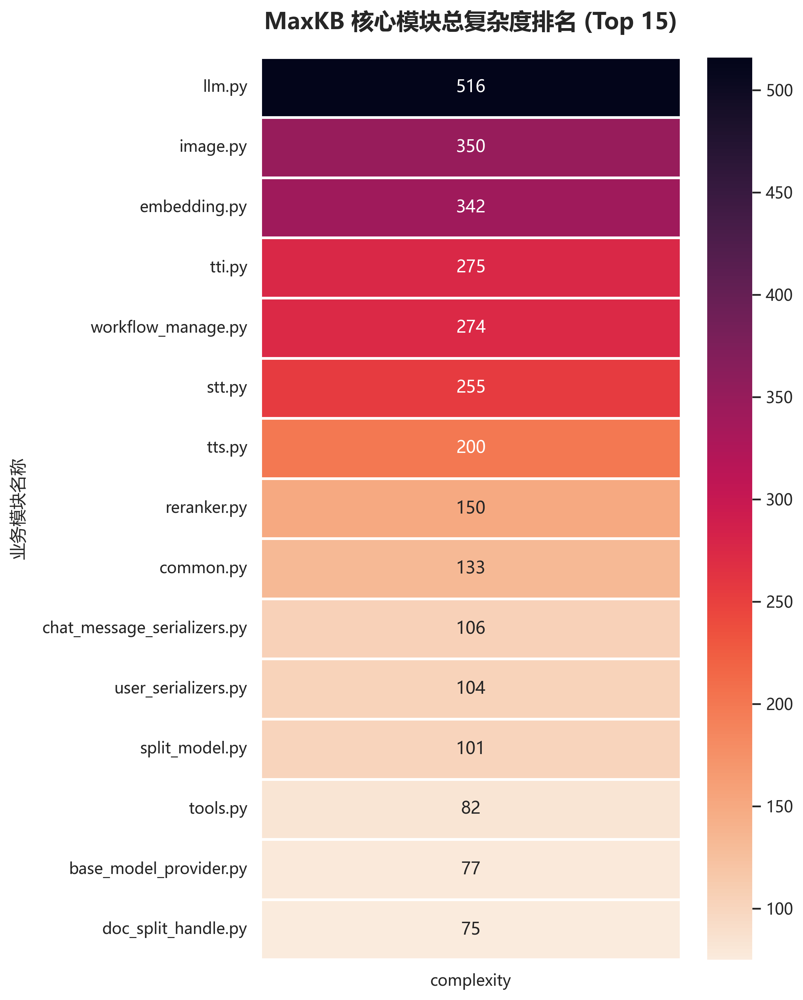 MaxKB 核心模块总复杂度排名 (Top 15)
llm.py 516
image.py 350
embedding.py 342
tti.py 275
workflow_manage.py 274
stt.py 255
tts.py 200
reranker.py 150
common.py 133
chat_message_serializers.py 106
user_serializers.py 104
split_model.py 101
tools.py 82
base_model_provider.py 77
doc_split_handle.py 75
业务模块名称
complexity
500
450
400
350
300
250
200
150
100